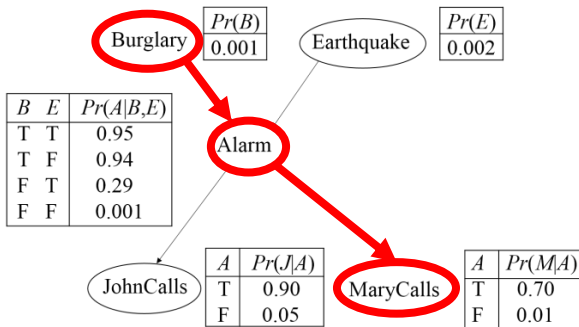 Burglary
Pr(B)
0.001
Earthquake
Pr(E)
0.002
B E Pr(A|B,E)
T T 0.95
T F 0.94
F T 0.29
F F 0.001
Alarm
JohnCalls
A Pr(J|A)
T 0.90
F 0.05
MaryCalls
A Pr(M|A)
T 0.70
F 0.01